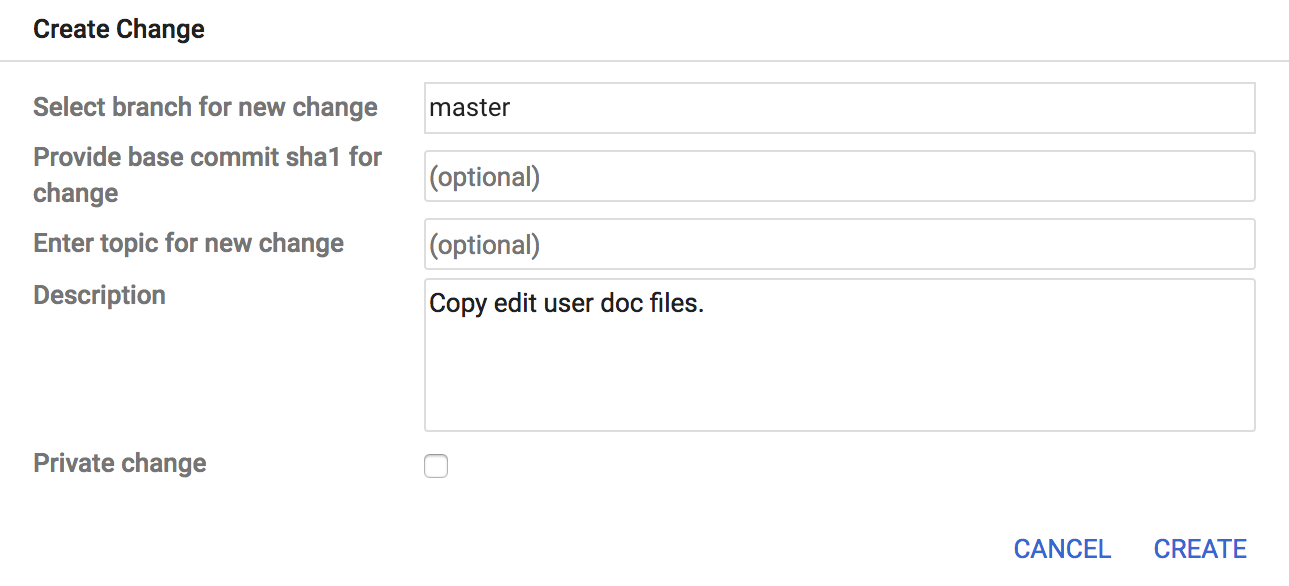 Create Change
Select branch for new change
master
Provide base commit sha1 for
change
(optional)
Enter topic for new change
(optional)
Description
Copy edit user doc files.
Private change
CANCEL
CREATE